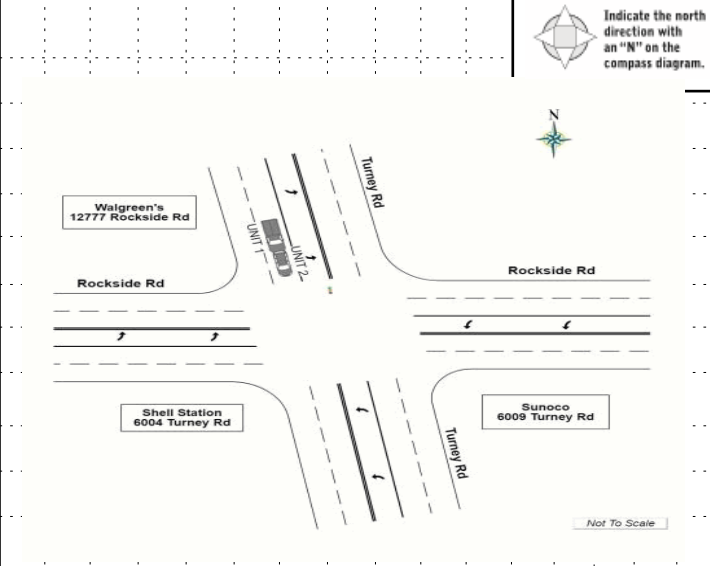 Indicate the north
direction with
an "N" on the
compass diagram.
N
Turney Rd
Walgreen's
12777 Rockside Rd
UNIT 1
UNIT 2
Rockside Rd
Rockside Rd
Shell Station
6004 Turney Rd
Sunoco
6009 Turney Rd
Turney Rd
Not To Scale